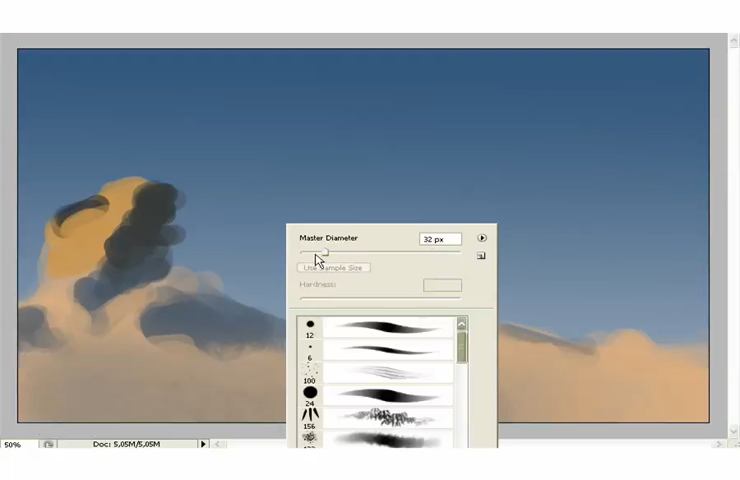 Master Diameter
32 px
Use Sample Size
Hardness:
12
6
100
24
156
50%
Doc: 5,05M/5,05M